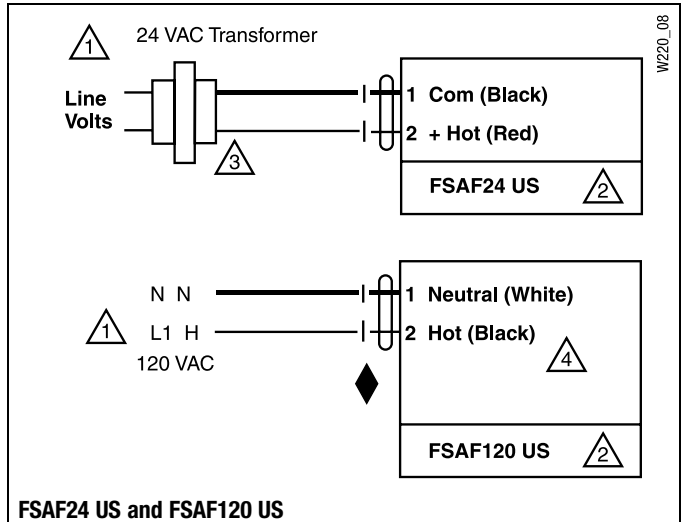 W220_08
1 24 VAC Transformer
Line
Volts
1 Com (Black)
2 + Hot (Red)
3
FSAF24 US 2
N N
1 Neutral (White)
1 L1 H
2 Hot (Black)
120 VAC
4
FSAF120 US 2
FSAF24 US and FSAF120 US